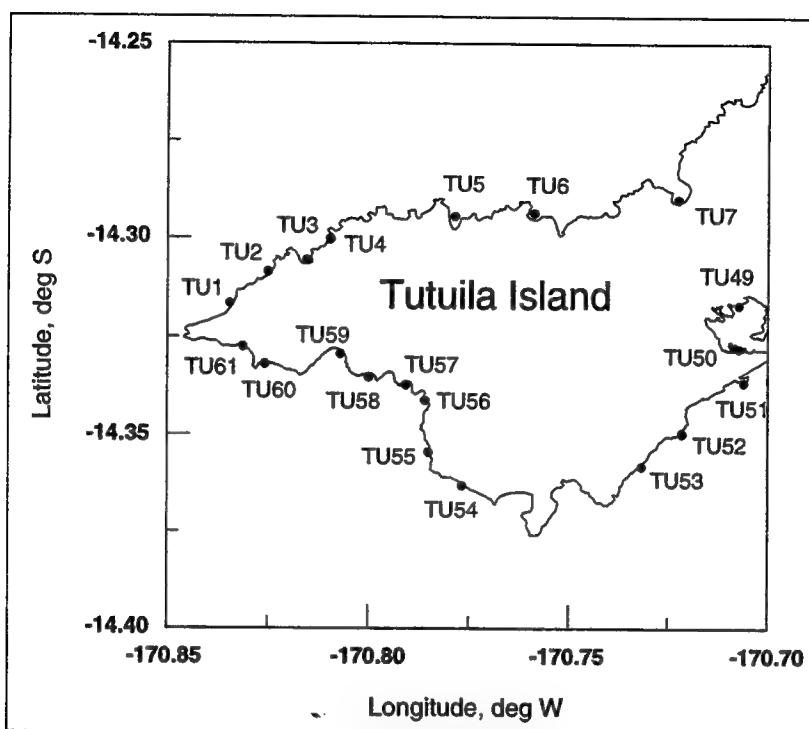 -14.25
TU5
TU6
TU3
TU7
-14.30
TU2
TU4
TU1
TU49
Tutuila Island
TU59
TU50
TU61
TU57
TU60
TU58
TU56
TU51
-14.35
TU52
TU55
TU53
TU54
-14.40
-170.85
-170.80
-170.75
-170.70
Latitude, deg S
Longitude, deg W